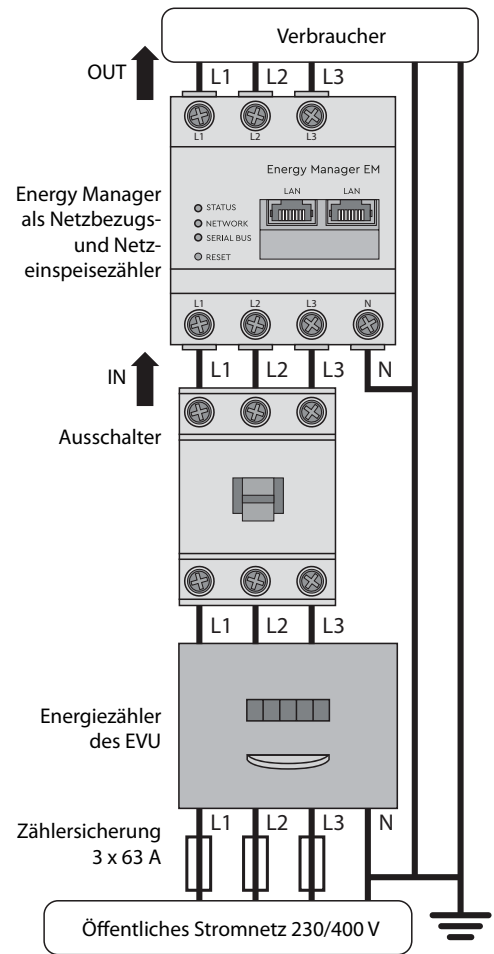 Verbraucher
OUT
L1 L2 L3
L1 L2 L3
Energy Manager EM
LAN LAN
Energy Manager
als Netzbezugs-
und Netz-
einspeisezähler
STATUS
NETWORK
SERIAL BUS
RESET
L1 L2 L3 N
IN
L1 L2 L3 N
Ausschalter
L1 L2 L3
Energiezähler
des EVU
L1 L2 L3 N
Zählersicherung
3 x 63 A
Öffentliches Stromnetz 230/400 V